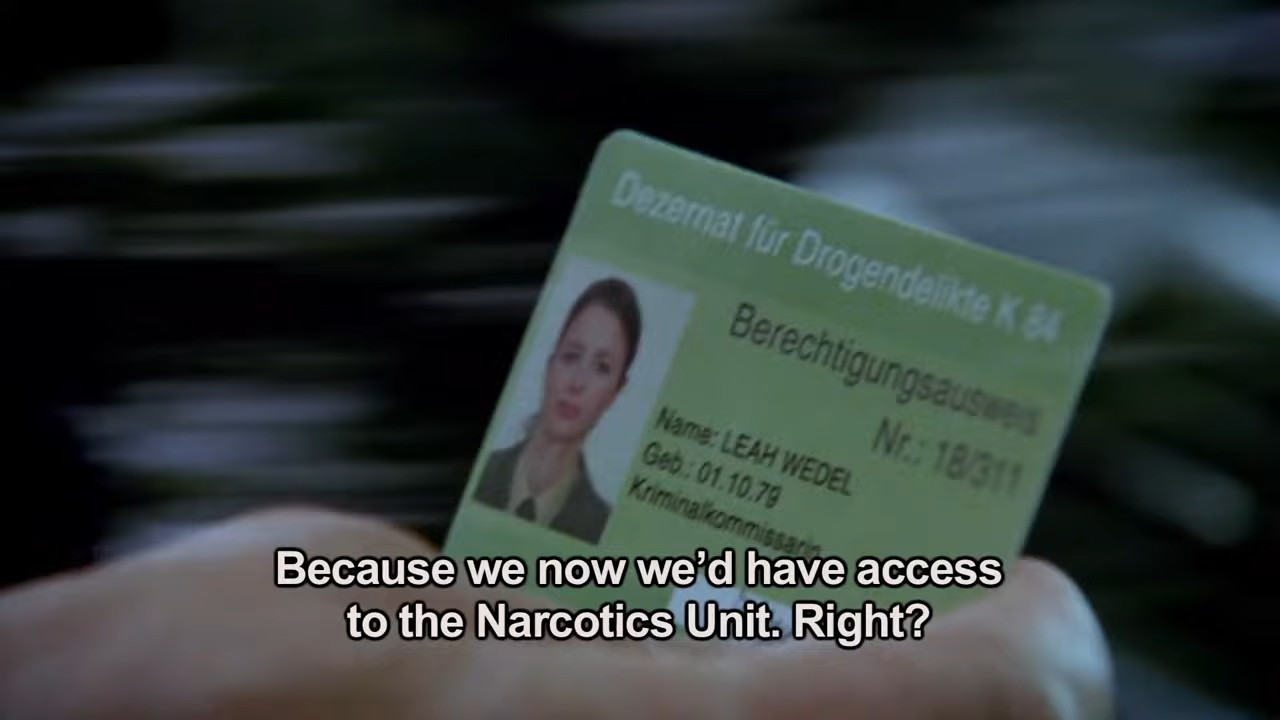 Dezernat für Drogendelikte K 84
Berechtigungsausweis
Nr.: 18/311
Name: LEAH WEDEL
Geb.: 01.10.79
Kriminalkommissarin
Because we now we’d have access
to the Narcotics Unit. Right?